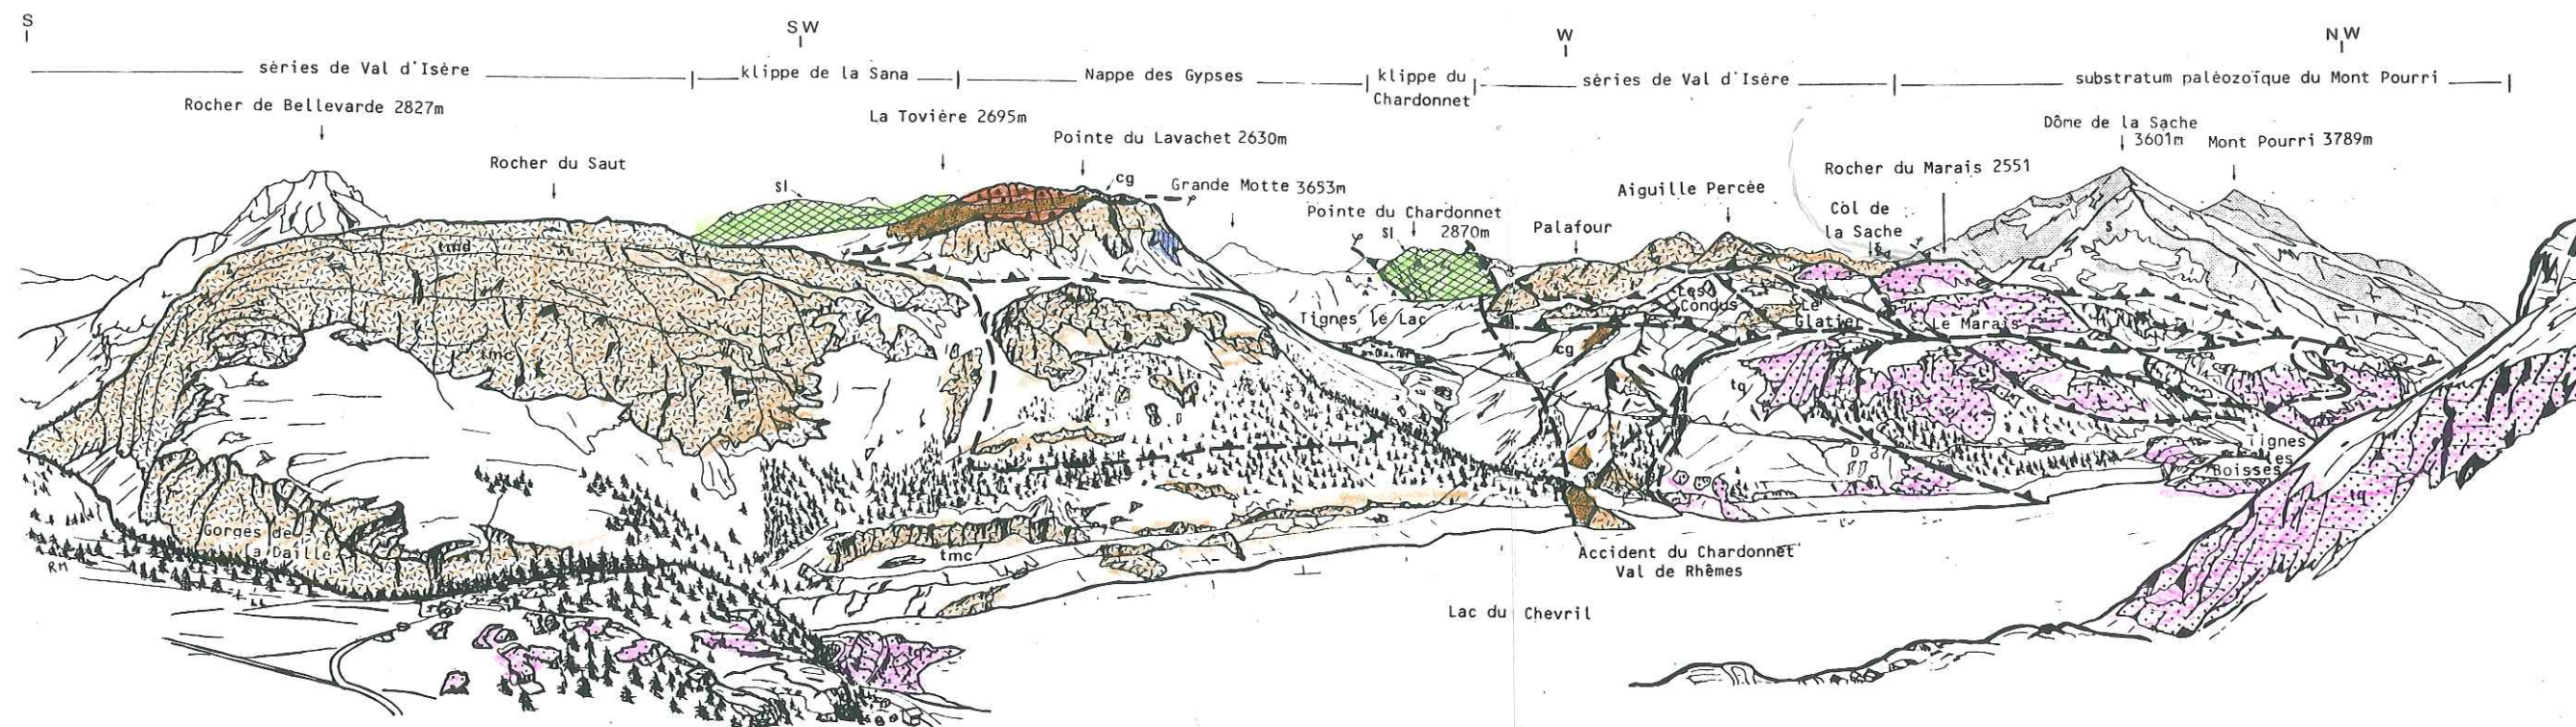 S
SW
W
NW
séries de Val d'Isère
klippe de la Sana
Nappe des Gypses
klippe du
Chardonnet
séries de Val d'Isère
substratum paléozoïque du Mont Pourri
Rocher de Bellevarde 2827m
Rocher du Saut
La Tovière 2695m
Pointe du Lavachet 2630m
Grande Motte 3653m
Pointe du Chardonnet
2870m
Palafour
Aiguille Percée
Rocher du Marais 2551
Col de
la Sache
Dôme de la Sache
3601m
Mont Pourri 3789m
sl
cg
φ
φ
sl
s
tmd
tmc
Tignes le Lac
Les
Condus
Le
Glatier
Le Marais
cg
tq
Tignes
les
Boisses
tq
Gorges de
la Daille
RM
tmc
Accident du Chardonnet
Val de Rhêmes
Lac du Chevril